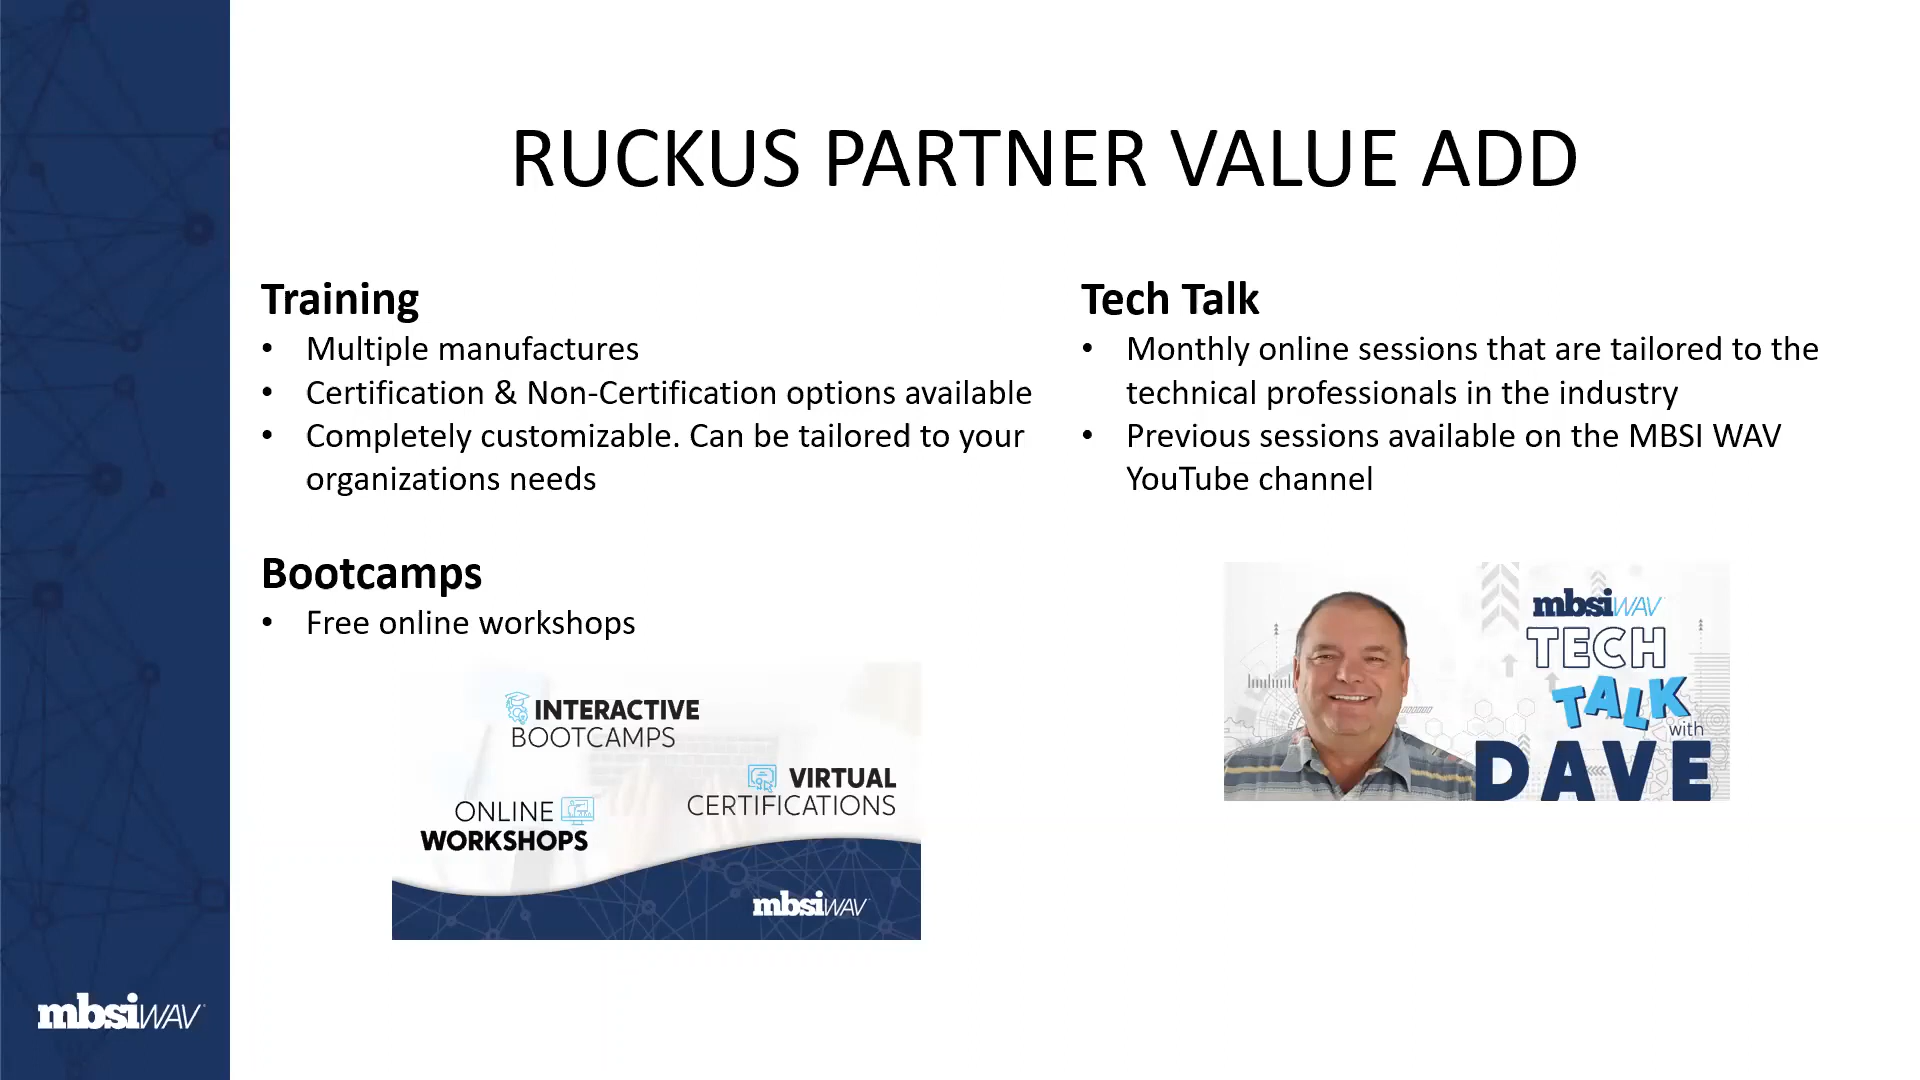 RUCKUS PARTNER VALUE ADD
Training
• Multiple manufactures
• Certification & Non-Certification options available
• Completely customizable. Can be tailored to your
organizations needs
Bootcamps
• Free online workshops
INTERACTIVE
BOOTCAMPS
VIRTUAL
CERTIFICATIONS
ONLINE
WORKSHOPS
mbsiWAV
Tech Talk
• Monthly online sessions that are tailored to the
technical professionals in the industry
• Previous sessions available on the MBSI WAV
YouTube channel
mbsiWAV
TECH
TALK
with
DAVE
mbsiWAV